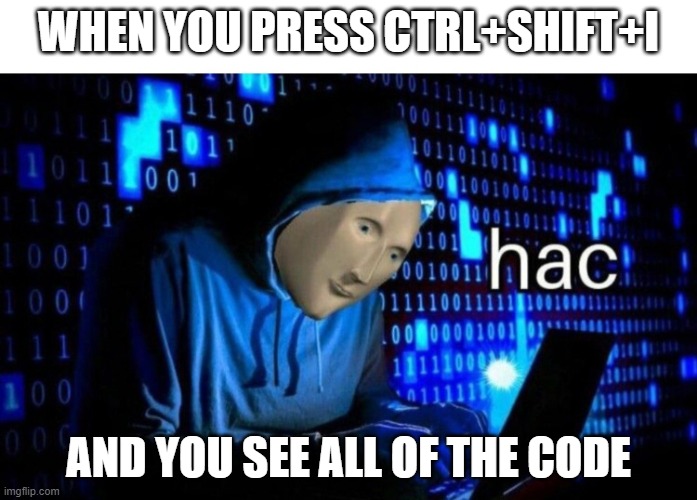 WHEN YOU PRESS CTRL+SHIFT+I
hac
AND YOU SEE ALL OF THE CODE
imgflip.com